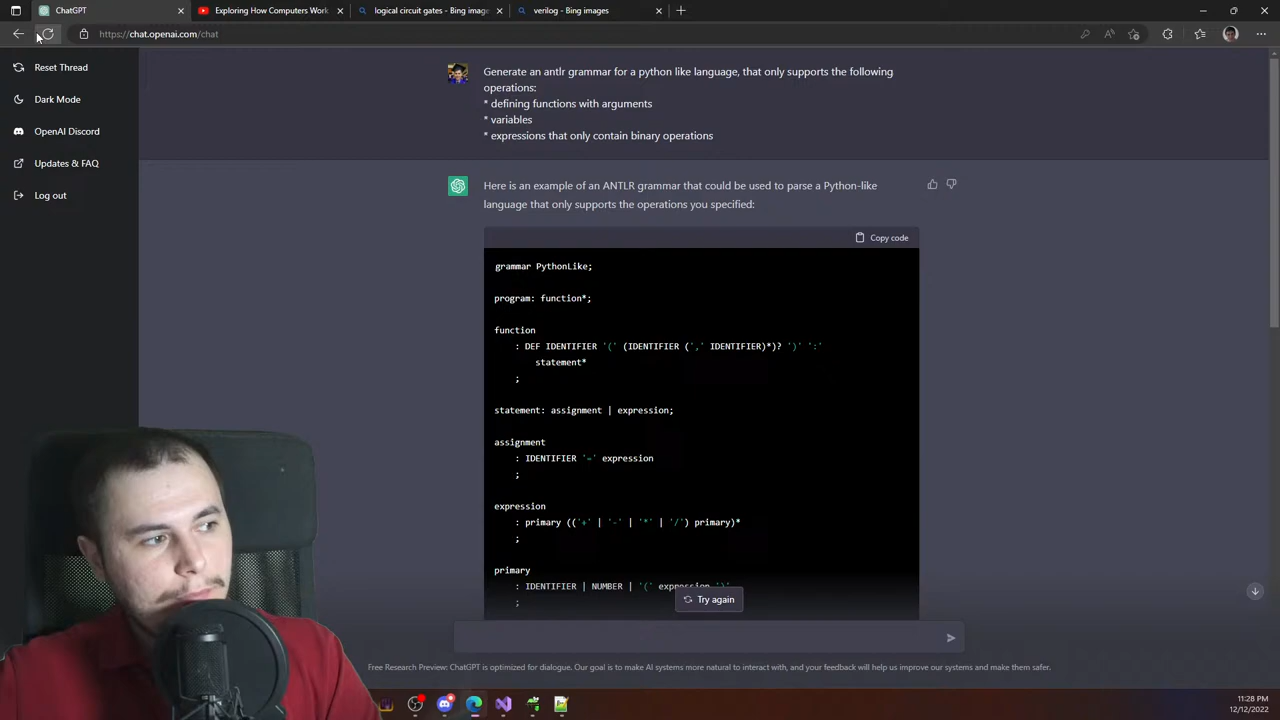 ChatGPT
Exploring How Computers Work
logical circuit gates - Bing images
verilog - Bing images
https://chat.openai.com/chat
Reset Thread
Dark Mode
OpenAI Discord
Updates & FAQ
Log out
Generate an antlr grammar for a python like language, that only supports the following
operations:
* defining functions with arguments
* variables
* expressions that only contain binary operations
Here is an example of an ANTLR grammar that could be used to parse a Python-like
language that only supports the operations you specified:
Copy code
grammar PythonLike;
program: function*;
function
: DEF IDENTIFIER '(' (IDENTIFIER (',' IDENTIFIER)*)? ')' ':'
statement*
;
statement: assignment | expression;
assignment
: IDENTIFIER '=' expression
;
expression
: primary (('+' | '-' | '*' | '/') primary)*
;
primary
: IDENTIFIER | NUMBER | '(' expression ')'
;
Try again
Free Research Preview: ChatGPT is optimized for dialogue. Our goal is to make AI systems more natural to interact with, and your feedback will help us improve our systems and make them safer.
11:28 PM
12/12/2022